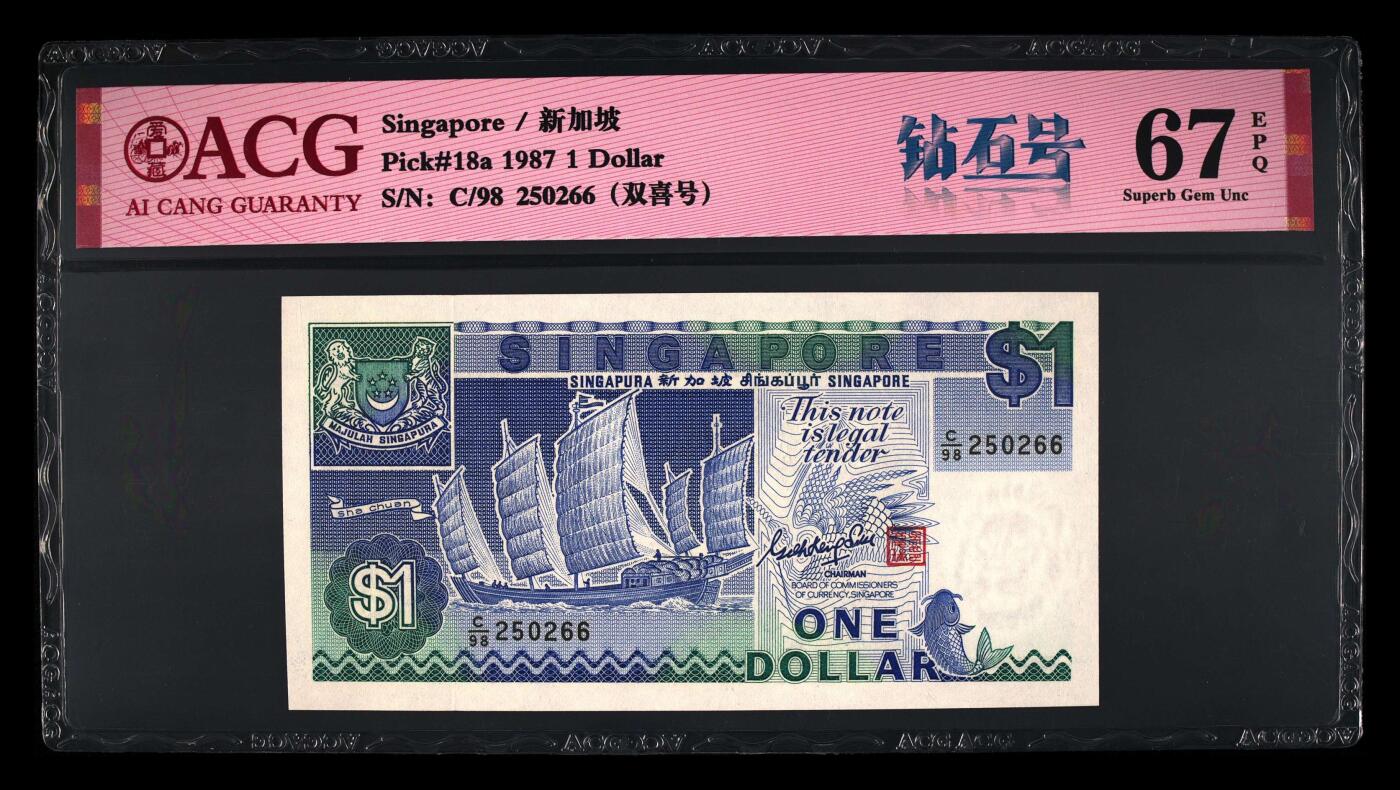 ACG
AI CANG GUARANTY
Singapore / 新加坡
Pick#18a 1987 1 Dollar
S/N: C/98 250266（双喜号）
钻石号
67
EPQ
Superb Gem Unc
SINGAPORE
$1
SINGAPURA 新加坡 சிங்கப்பூர் SINGAPORE
MAJULAH SINGAPURA
This note
is legal
tender
C/98 250266
sha chuan
CHAIRMAN
BOARD OF COMMISSIONERS
OF CURRENCY, SINGAPORE
$1
C/98 250266
ONE
DOLLAR